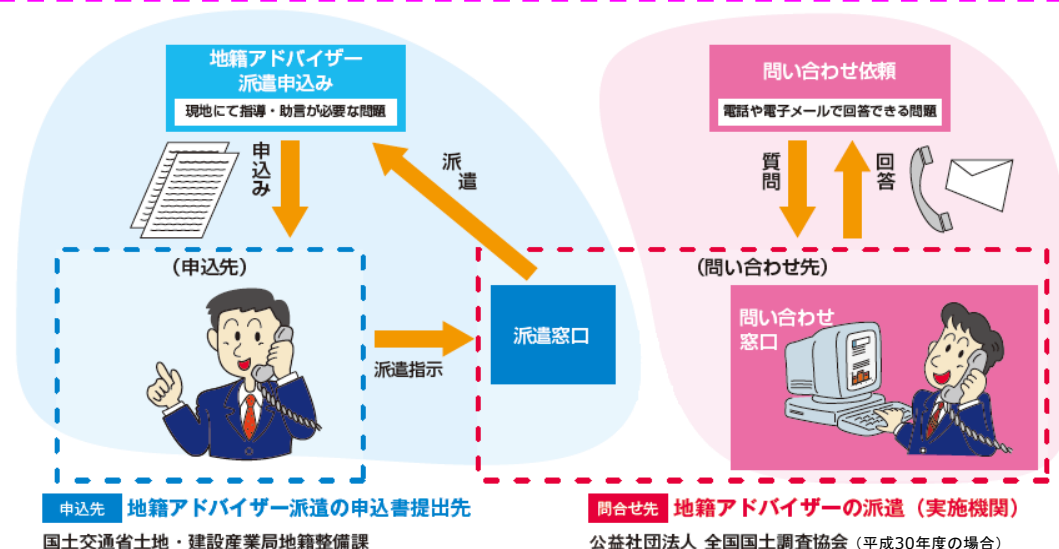 地籍アドバイザー
派遣申込み
現地にて指導・助言が必要な問題
申込み
派遣
(申込先)
派遣指示
派遣窓口
問い合わせ依頼
電話や電子メールで回答できる問題
質問
回答
(問い合わせ先)
問い合わせ
窓口
申込先 地籍アドバイザー派遣の申込書提出先
国土交通省土地・建設産業局地籍整備課
問合せ先 地籍アドバイザーの派遣(実施機関)
公益社団法人 全国国土調査協会(平成30年度の場合)